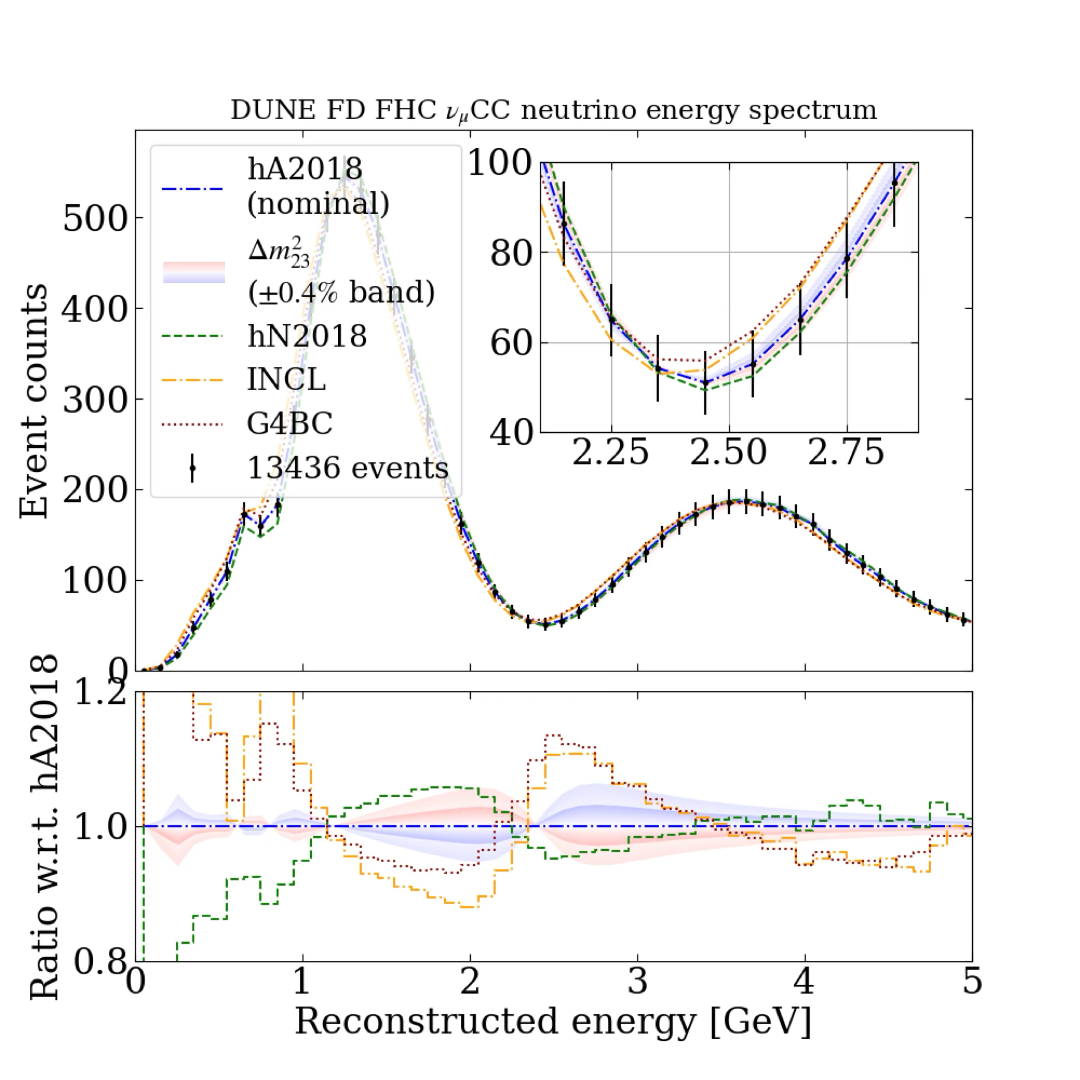 DUNE FD FHC νμCC neutrino energy spectrum
Event counts
500
400
300
200
100
0
hA2018
(nominal)
Δm²₂₃
(±0.4% band)
hN2018
INCL
G4BC
13436 events
100
80
60
40
2.25 2.50 2.75
Ratio w.r.t. hA2018
1.2
1.0
0.8
0 1 2 3 4 5
Reconstructed energy [GeV]